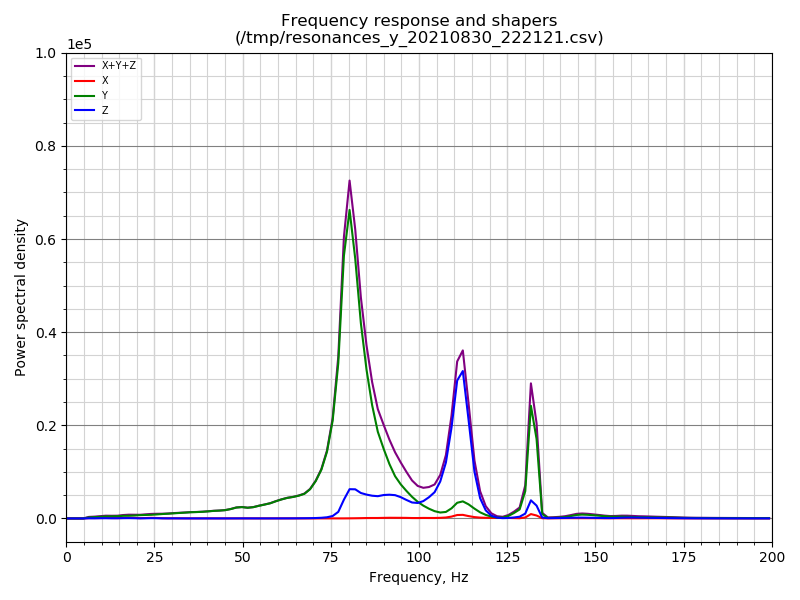 Frequency response and shapers
(/tmp/resonances_y_20210830_222121.csv)
1e5
1.0
X+Y+Z
X
Y
Z
0.8
0.6
0.4
0.2
0.0
Power spectral density
0 25 50 75 100 125 150 175 200
Frequency, Hz